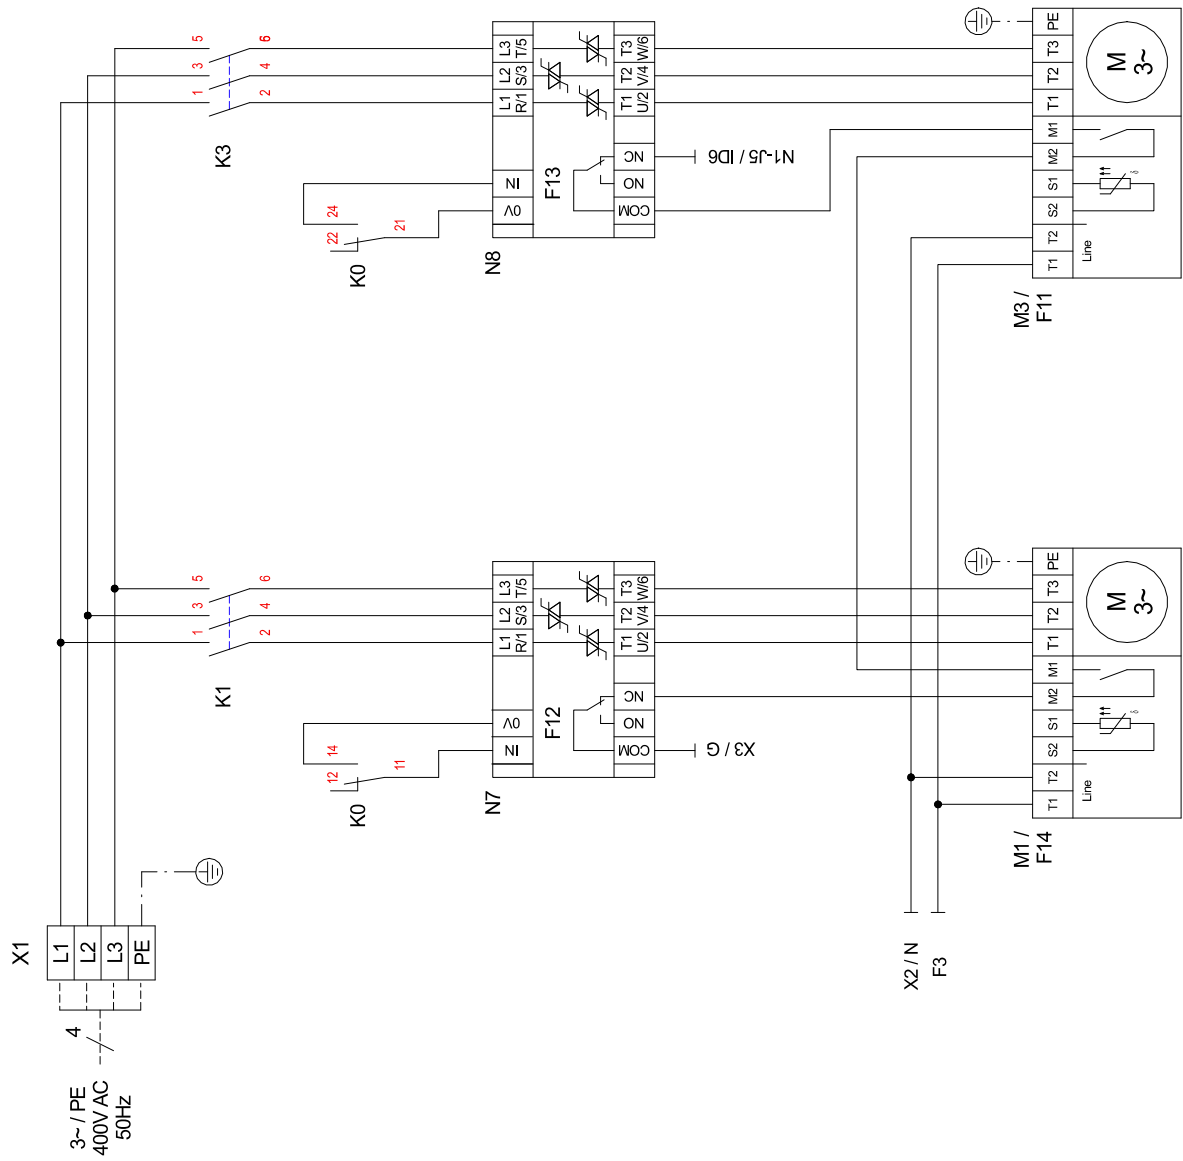 X1
L1
L2
L3
PE
4
3~ / PE
400V AC
50Hz
K1
1
3
5
2
4
6
K0
12
14
11
N7
L1
L2
L3
R/1
S/3
T/5
0V
IN
F12
T1
T2
T3
U/2
V/4
W/6
NC
NO
COM
X3 / G
M1 /
F14
PE
T3
T2
T1
M1
M2
S1
S2
T2
T1
Line
M
3~
X2 / N
F3
K3
1
3
5
2
4
6
K0
22
24
21
N8
L1
L2
L3
R/1
S/3
T/5
IN
0V
F13
T1
T2
T3
U/2
V/4
W/6
NC
NO
COM
N1-J5 / ID6
M3 /
F11
PE
T3
T2
T1
M1
M2
S1
S2
T2
T1
Line
M
3~